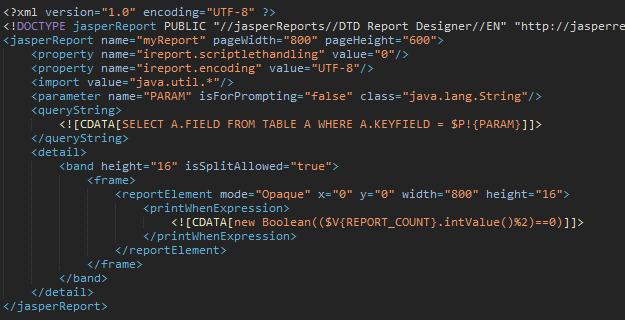 <?xml version="1.0" encoding="UTF-8" ?>
<!DOCTYPE jasperReport PUBLIC "//jasperReports//DTD Report Designer//EN" "http://jasperre
<jasperReport name="myReport" pageWidth="800" pageHeight="600">
<property name="ireport.scriptlethandling" value="0"/>
<property name="ireport.encoding" value="UTF-8"/>
<import value="java.util.*"/>
<parameter name="PARAM" isForPrompting="false" class="java.lang.String"/>
<queryString>
<![CDATA[SELECT A.FIELD FROM TABLE A WHERE A.KEYFIELD = $P!{PARAM}]]>
</queryString>
<detail>
<band height="16" isSplitAllowed="true">
<frame>
<reportElement mode="Opaque" x="0" y="0" width="800" height="16">
<printWhenExpression>
<![CDATA[new Boolean(($V{REPORT_COUNT}.intValue()%2)==0)]]>
</printWhenExpression>
</reportElement>
</frame>
</band>
</detail>
</jasperReport>